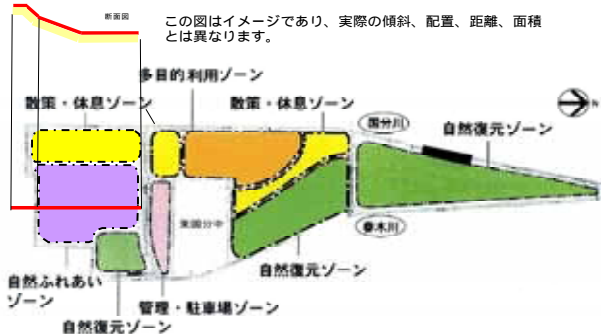 断面図
この図はイメージであり、実際の傾斜、配置、距離、面積
とは異なります。
多目的利用ゾーン
散策・休息ゾーン
散策・休息ゾーン
N
国分川
自然復元ゾーン
東国分中
春木川
自然ふれあい
ゾーン
自然復元ゾーン
管理・駐車場ゾーン
自然復元ゾーン